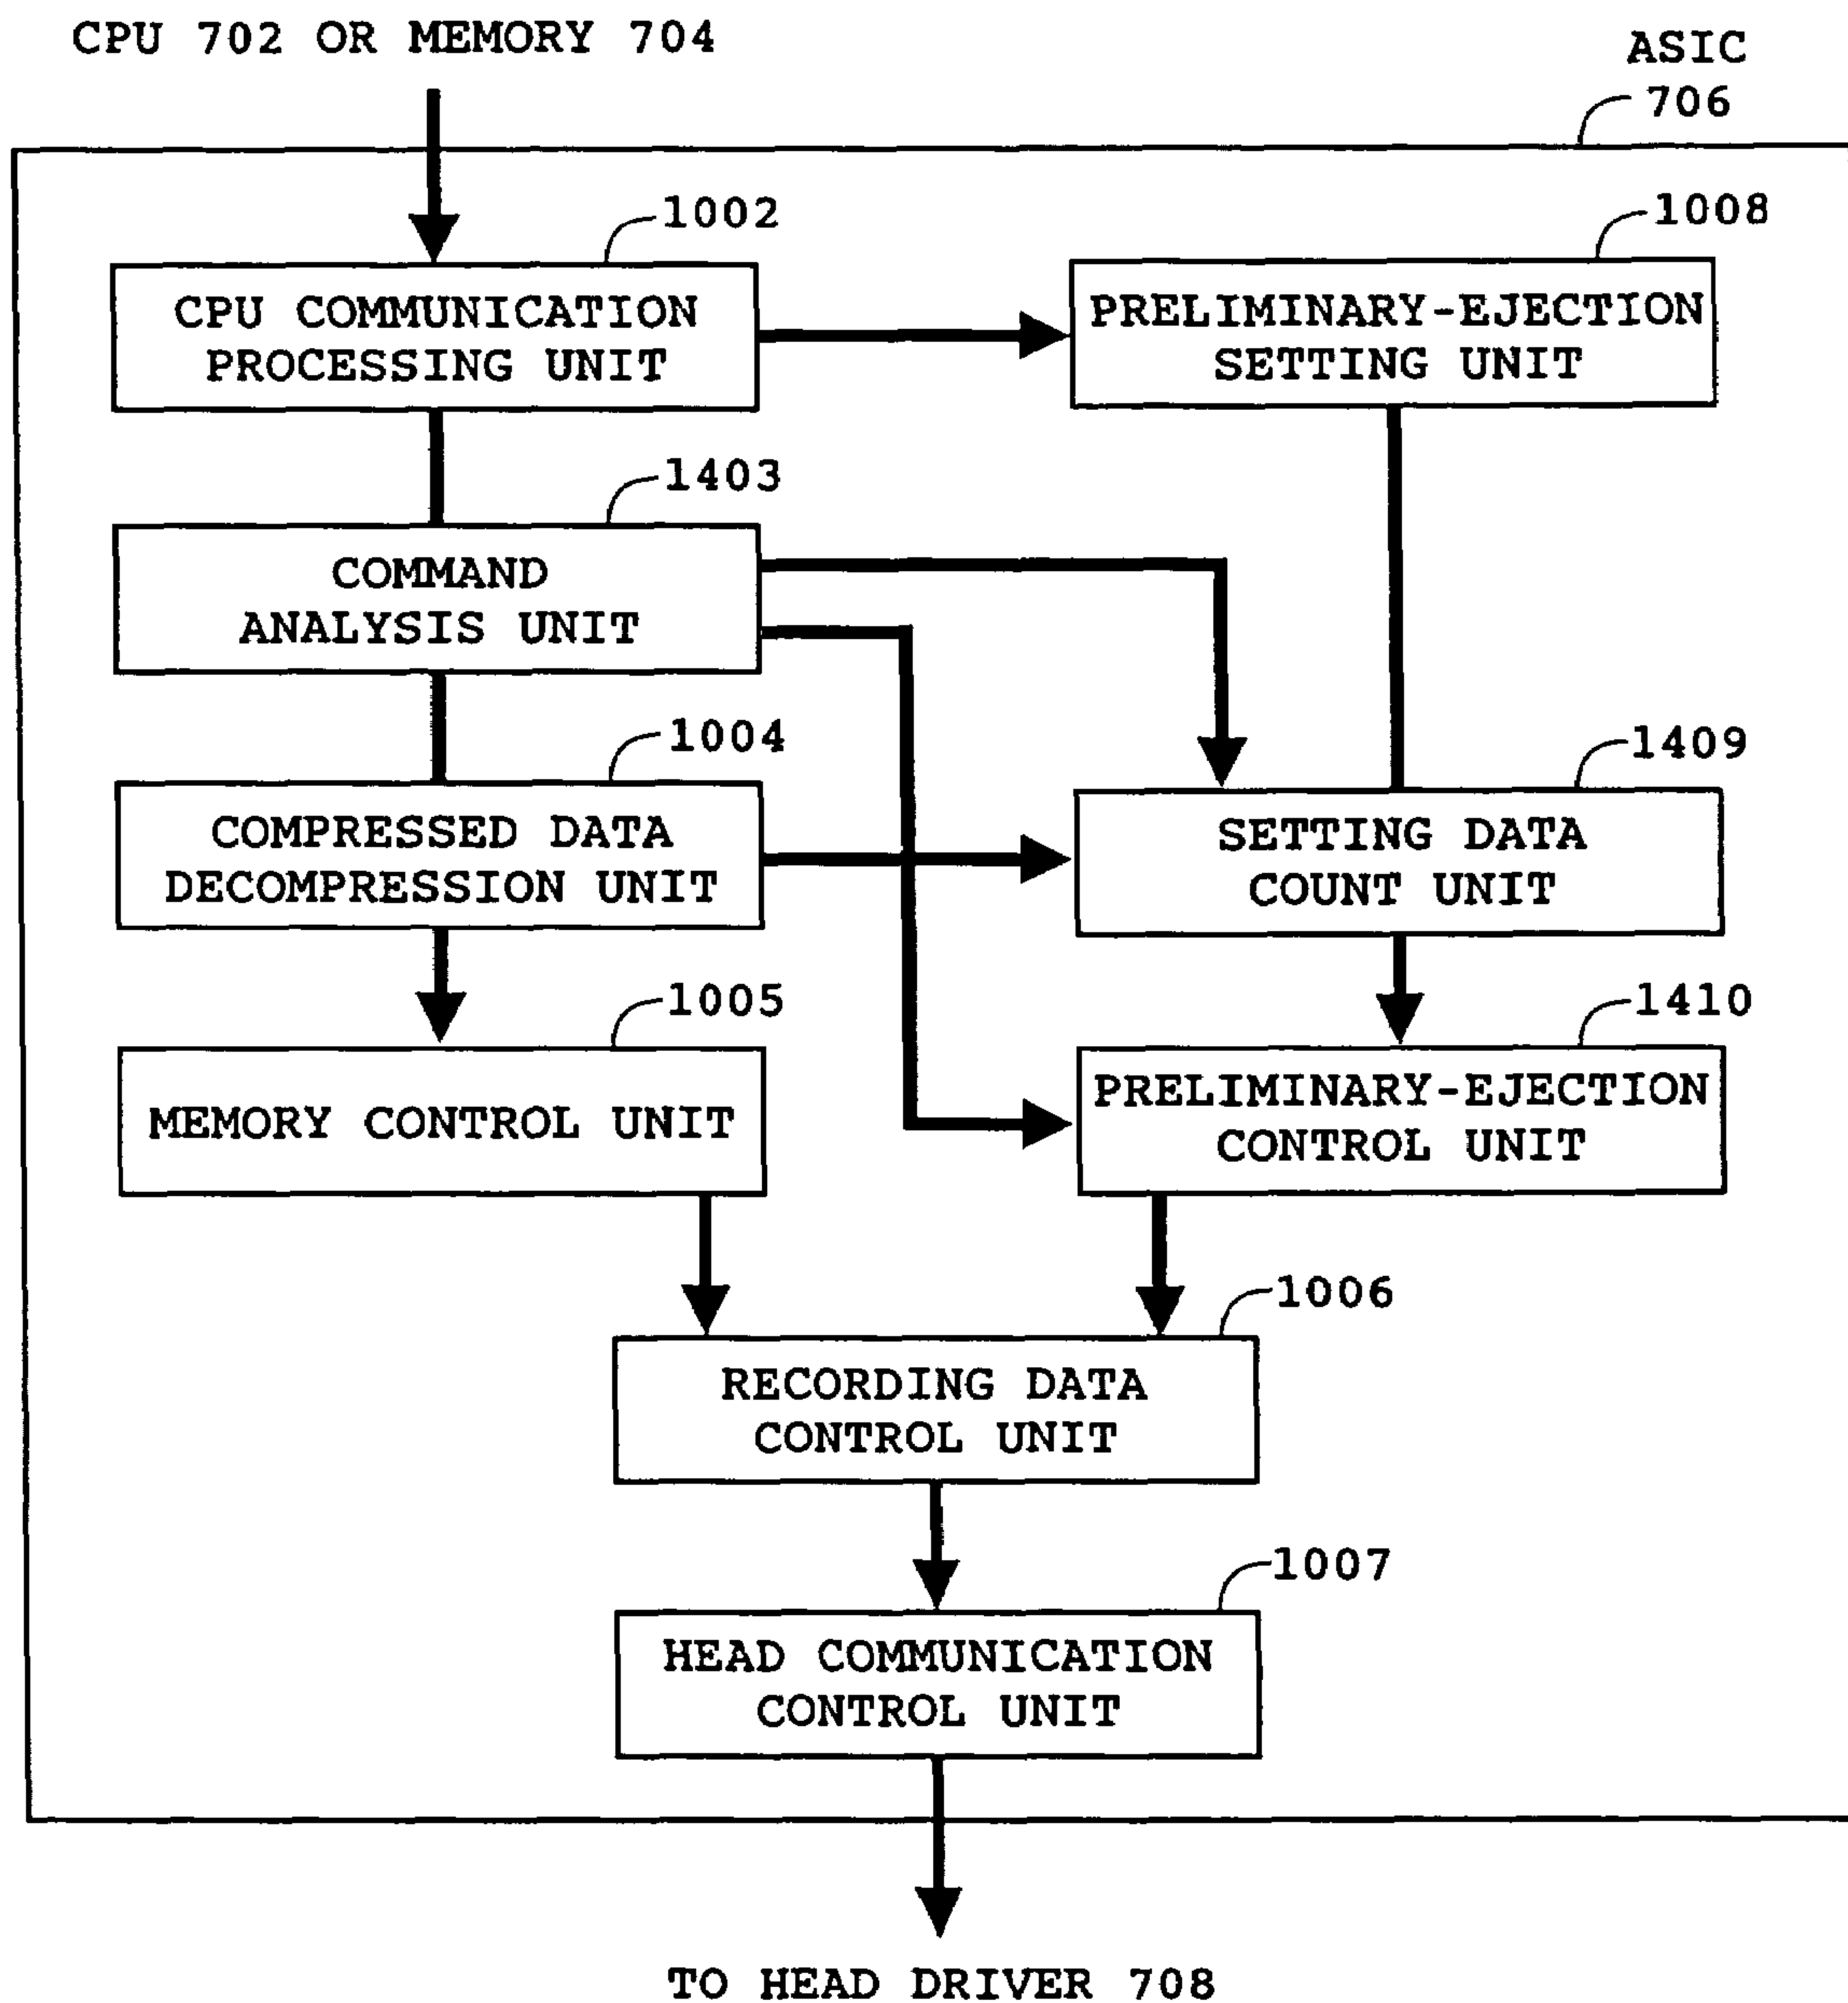 CPU 702 OR MEMORY 704
ASIC
706
1002
CPU COMMUNICATION
PROCESSING UNIT
1008
PRELIMINARY-EJECTION
SETTING UNIT
1403
COMMAND
ANALYSIS UNIT
1004
COMPRESSED DATA
DECOMPRESSION UNIT
1409
SETTING DATA
COUNT UNIT
1005
MEMORY CONTROL UNIT
1410
PRELIMINARY-EJECTION
CONTROL UNIT
1006
RECORDING DATA
CONTROL UNIT
1007
HEAD COMMUNICATION
CONTROL UNIT
TO HEAD DRIVER 708